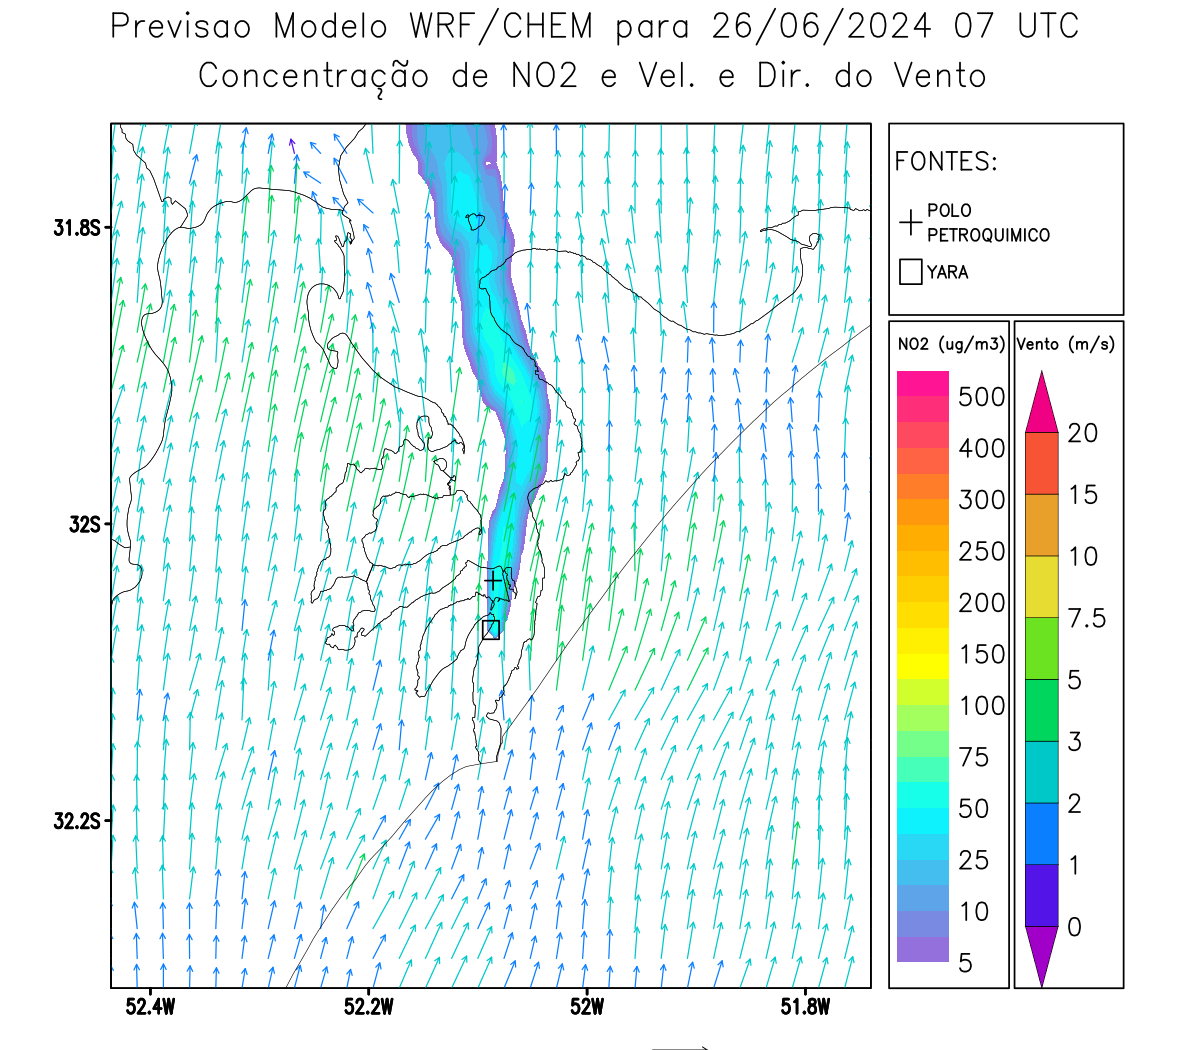 Previsao Modelo WRF/CHEM para 26/06/2024 07 UTC
Concentração de NO2 e Vel. e Dir. do Vento
FONTES:
POLO
PETROQUIMICO
YARA
NO2 (ug/m3)
500
400
300
250
200
150
100
75
50
25
10
5
Vento (m/s)
20
15
10
7.5
5
3
2
1
0
31.8S
32S
32.2S
52.4W
52.2W
52W
51.8W